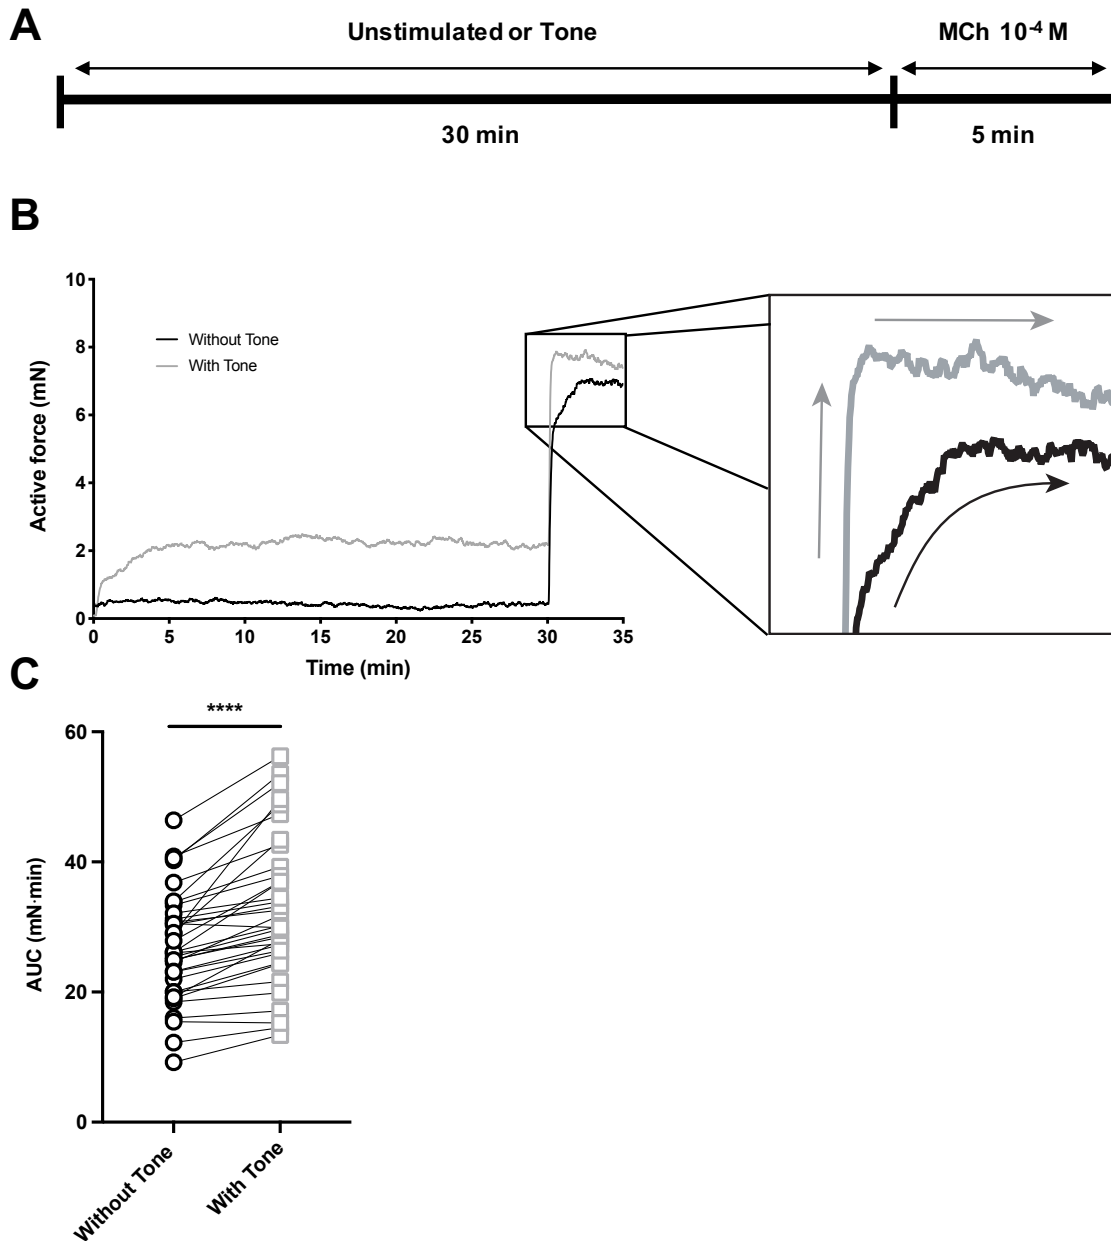 A
Unstimulated or Tone
MCh 10-4 M
30 min
5 min
B
Active force (mN)
10
8
6
4
2
0
Without Tone
With Tone
0 5 10 15 20 25 30 35
Time (min)
C
****
AUC (mN·min)
60
40
20
0
Without Tone
With Tone